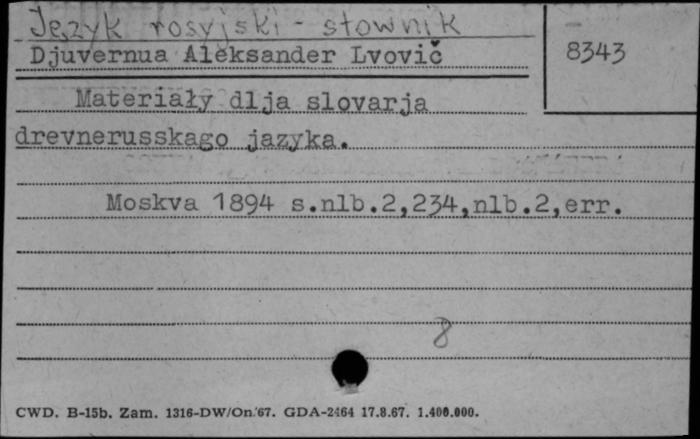 Język rosyjski - słownik
Djuvernua Aleksander Lvovič
8343
Materiały dlja slovarja
drevnerusskago jazyka.
Moskva 1894 s.nlb.2,234,nlb.2,err.
8
CWD. B-15b. Zam. 1316-DW/On.'67. GDA-2464 17.8.67. 1.400.000.